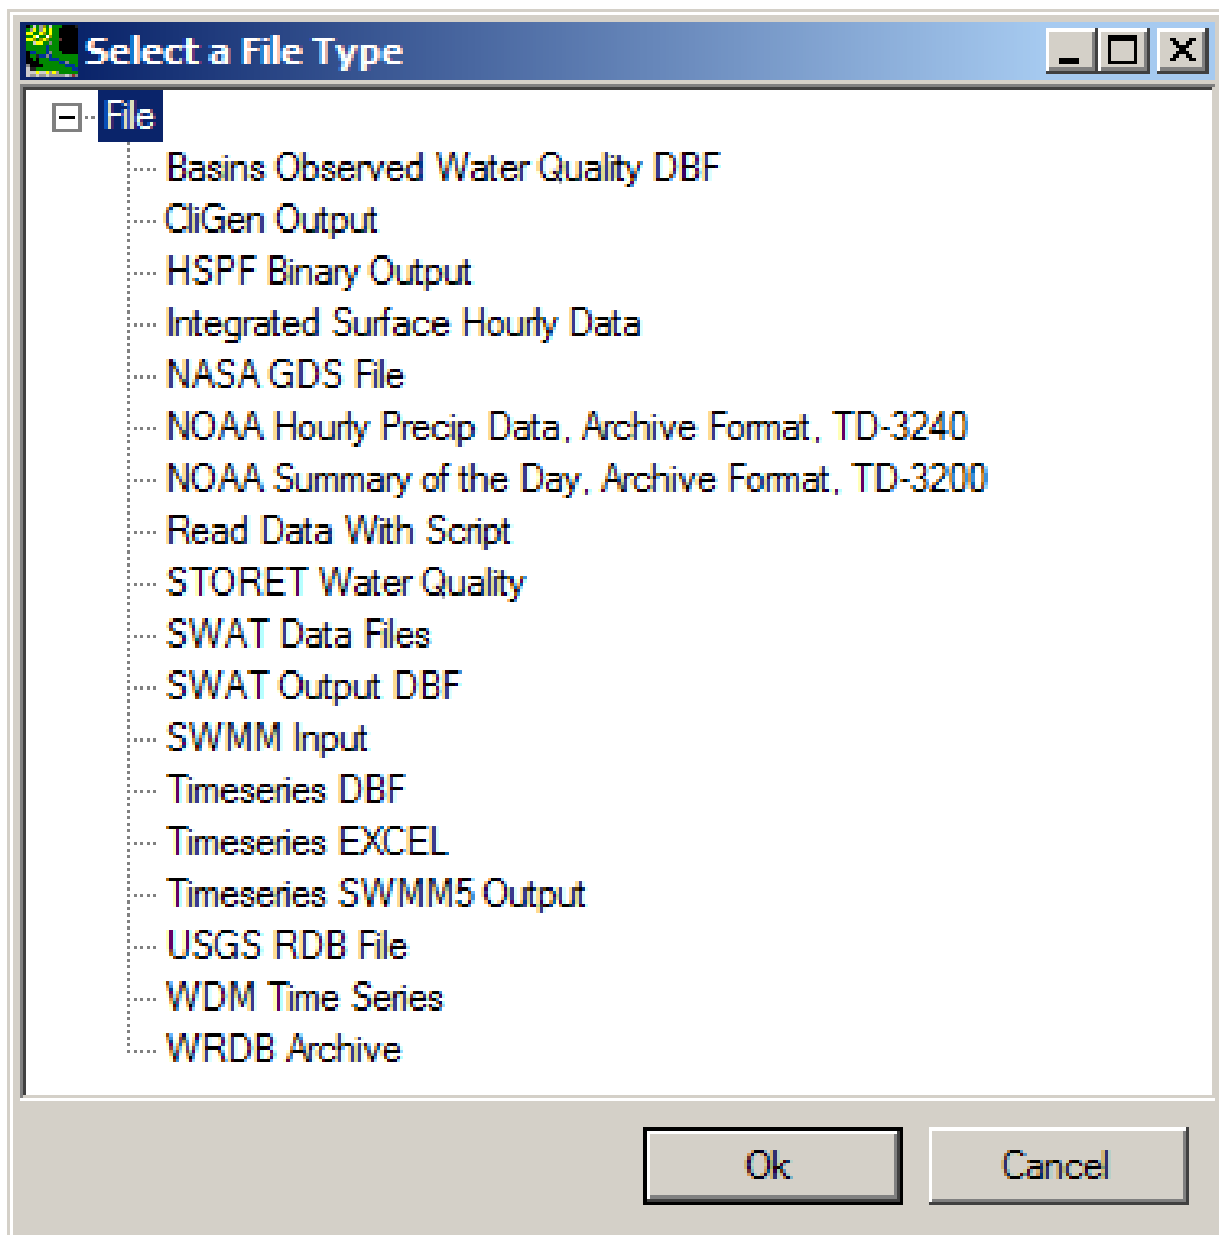 Select a File Type
File
Basins Observed Water Quality DBF
CliGen Output
HSPF Binary Output
Integrated Surface Hourly Data
NASA GDS File
NOAA Hourly Precip Data, Archive Format, TD-3240
NOAA Summary of the Day, Archive Format, TD-3200
Read Data With Script
STORET Water Quality
SWAT Data Files
SWAT Output DBF
SWMM Input
Timeseries DBF
Timeseries EXCEL
Timeseries SWMM5 Output
USGS RDB File
WDM Time Series
WRDB Archive
Ok Cancel